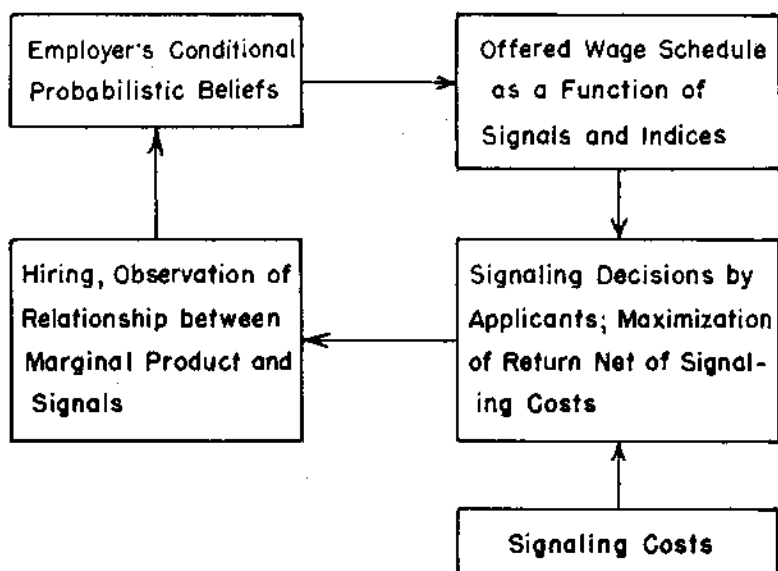 Employer's Conditional
Probabilistic Beliefs
Offered Wage Schedule
as a Function of
Signals and Indices
Hiring, Observation of
Relationship between
Marginal Product and
Signals
Signaling Decisions by
Applicants; Maximization
of Return Net of Signal-
ing Costs
Signaling Costs